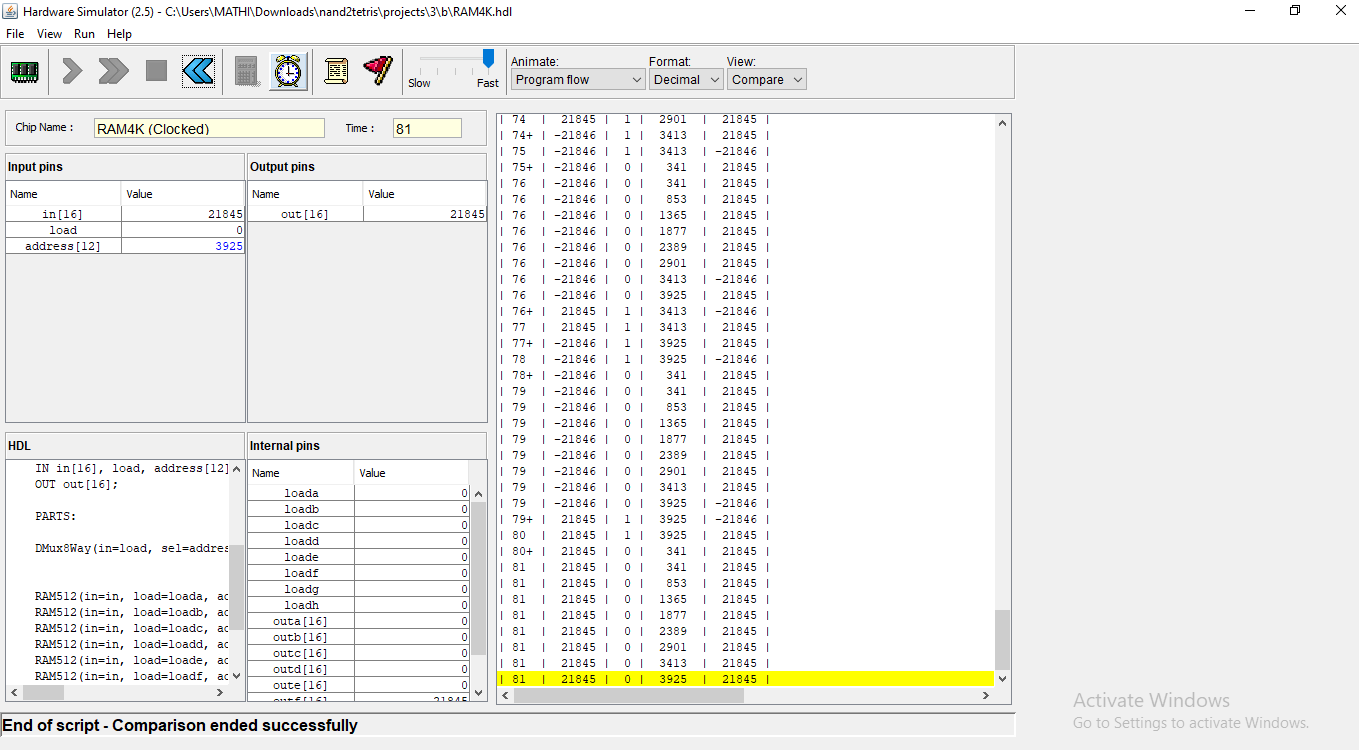 Hardware Simulator (2.5) - C:\Users\MATHI\Downloads\nand2tetris\projects\3\b\RAM4K.hdl
File View Run Help
Animate: Format: View:
Slow Fast Program flow Decimal Compare
Chip Name : RAM4K (Clocked) Time : 81
Input pins
Name Value
in[16] 21845
load 0
address[12] 3925
Output pins
Name Value
out[16] 21845
HDL
IN in[16], load, address[12]
OUT out[16];
PARTS:
DMux8Way(in=load, sel=addres
RAM512(in=in, load=loada, ad
RAM512(in=in, load=loadb, ad
RAM512(in=in, load=loadc, ad
RAM512(in=in, load=loadd, ad
RAM512(in=in, load=loade, ad
RAM512(in=in, load=loadf, ad
Internal pins
Name Value
loada 0
loadb 0
loadc 0
loadd 0
loade 0
loadf 0
loadg 0
loadh 0
outa[16] 0
outb[16] 0
outc[16] 0
outd[16] 0
oute[16] 0
outf[16] 21845
| 74 | 21845 | 1 | 2901 | 21845 |
| 74+ | -21846 | 1 | 3413 | 21845 |
| 75 | -21846 | 1 | 3413 | -21846 |
| 75+ | -21846 | 0 | 341 | 21845 |
| 76 | -21846 | 0 | 341 | 21845 |
| 76 | -21846 | 0 | 853 | 21845 |
| 76 | -21846 | 0 | 1365 | 21845 |
| 76 | -21846 | 0 | 1877 | 21845 |
| 76 | -21846 | 0 | 2389 | 21845 |
| 76 | -21846 | 0 | 2901 | 21845 |
| 76 | -21846 | 0 | 3413 | -21846 |
| 76 | -21846 | 0 | 3925 | 21845 |
| 76+ | 21845 | 1 | 3413 | -21846 |
| 77 | 21845 | 1 | 3413 | 21845 |
| 77+ | -21846 | 1 | 3925 | 21845 |
| 78 | -21846 | 1 | 3925 | -21846 |
| 78+ | -21846 | 0 | 341 | 21845 |
| 79 | -21846 | 0 | 341 | 21845 |
| 79 | -21846 | 0 | 853 | 21845 |
| 79 | -21846 | 0 | 1365 | 21845 |
| 79 | -21846 | 0 | 1877 | 21845 |
| 79 | -21846 | 0 | 2389 | 21845 |
| 79 | -21846 | 0 | 2901 | 21845 |
| 79 | -21846 | 0 | 3413 | 21845 |
| 79 | -21846 | 0 | 3925 | -21846 |
| 79+ | 21845 | 1 | 3925 | -21846 |
| 80 | 21845 | 1 | 3925 | 21845 |
| 80+ | 21845 | 0 | 341 | 21845 |
| 81 | 21845 | 0 | 341 | 21845 |
| 81 | 21845 | 0 | 853 | 21845 |
| 81 | 21845 | 0 | 1365 | 21845 |
| 81 | 21845 | 0 | 1877 | 21845 |
| 81 | 21845 | 0 | 2389 | 21845 |
| 81 | 21845 | 0 | 2901 | 21845 |
| 81 | 21845 | 0 | 3413 | 21845 |
| 81 | 21845 | 0 | 3925 | 21845 |
Activate Windows
Go to Settings to activate Windows.
End of script - Comparison ended successfully